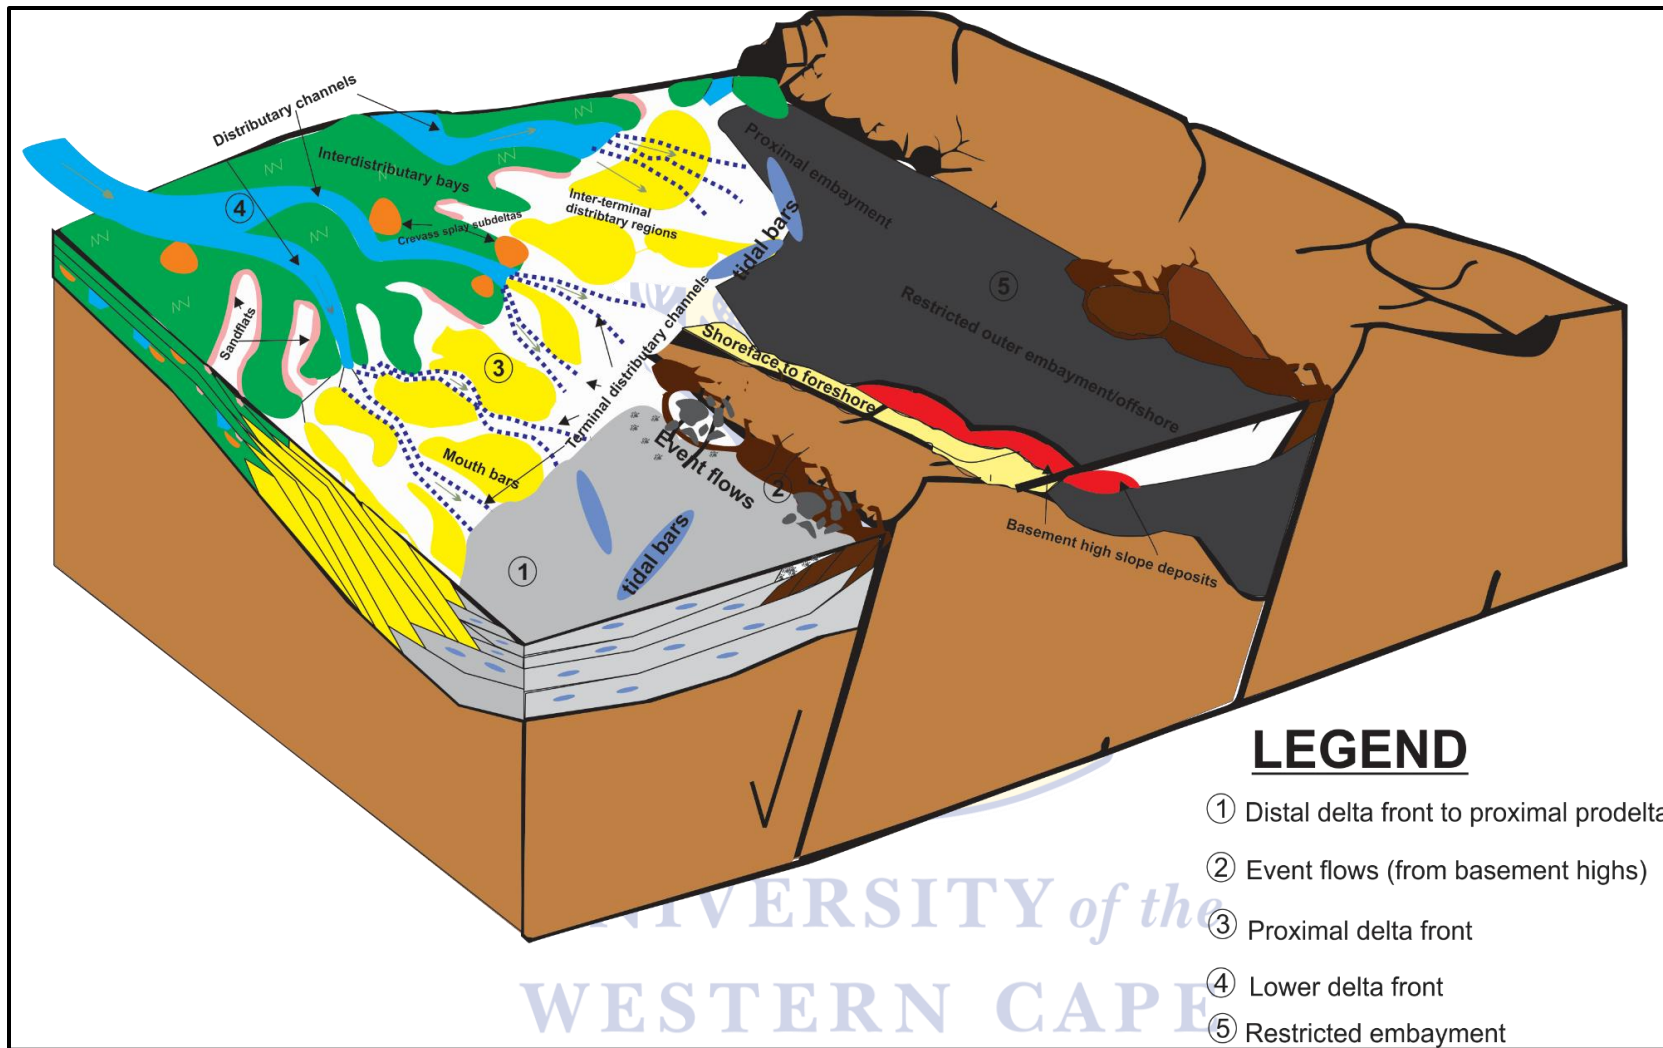 Distributary channels
Interdistributary bays
4
Crevass splay subdeltas
Inter-terminal
distribtary regions
Proximal embayment
tidal bars
5
Restricted outer embayment/offshore
Sandflats
3
Terminal distributary channels
Shoreface to foreshore
Mouth bars
Event flows
2
1
tidal bars
Basement high slope deposits
LEGEND
1 Distal delta front to proximal prodelta
2 Event flows (from basement highs)
3 Proximal delta front
4 Lower delta front
5 Restricted embayment
NIVERSITY of the
WESTERN CAPE